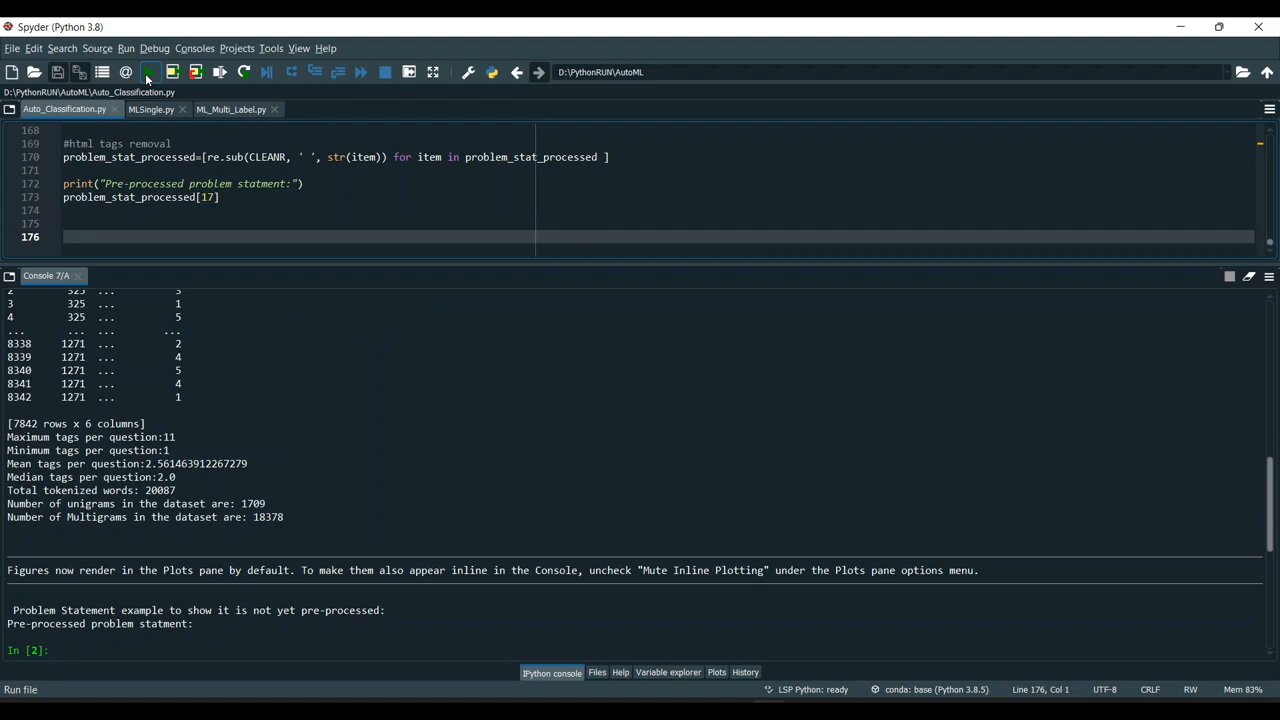 Spyder (Python 3.8)
File Edit Search Source Run Debug Consoles Projects Tools View Help
D:\PythonRUN\AutoML
D:\PythonRUN\AutoML\Auto_Classification.py
Auto_Classification.py MLSingle.py ML_Multi_Label.py
168
169 #html tags removal
170 problem_stat_processed=[re.sub(CLEANR, ' ', str(item)) for item in problem_stat_processed ]
171
172 print("Pre-processed problem statment:")
173 problem_stat_processed[17]
174
175
176
Console 7/A
2 325 ... 3
3 325 ... 1
4 325 ... 5
... ... ... ...
8338 1271 ... 2
8339 1271 ... 4
8340 1271 ... 5
8341 1271 ... 4
8342 1271 ... 1
[7842 rows x 6 columns]
Maximum tags per question:11
Minimum tags per question:1
Mean tags per question:2.561463912267279
Median tags per question:2.0
Total tokenized words: 20087
Number of unigrams in the dataset are: 1709
Number of Multigrams in the dataset are: 18378
Figures now render in the Plots pane by default. To make them also appear inline in the Console, uncheck "Mute Inline Plotting" under the Plots pane options menu.
Problem Statement example to show it is not yet pre-processed:
Pre-processed problem statment:
In [2]:
IPython console Files Help Variable explorer Plots History
Run file LSP Python: ready conda: base (Python 3.8.5) Line 176, Col 1 UTF-8 CRLF RW Mem 83%